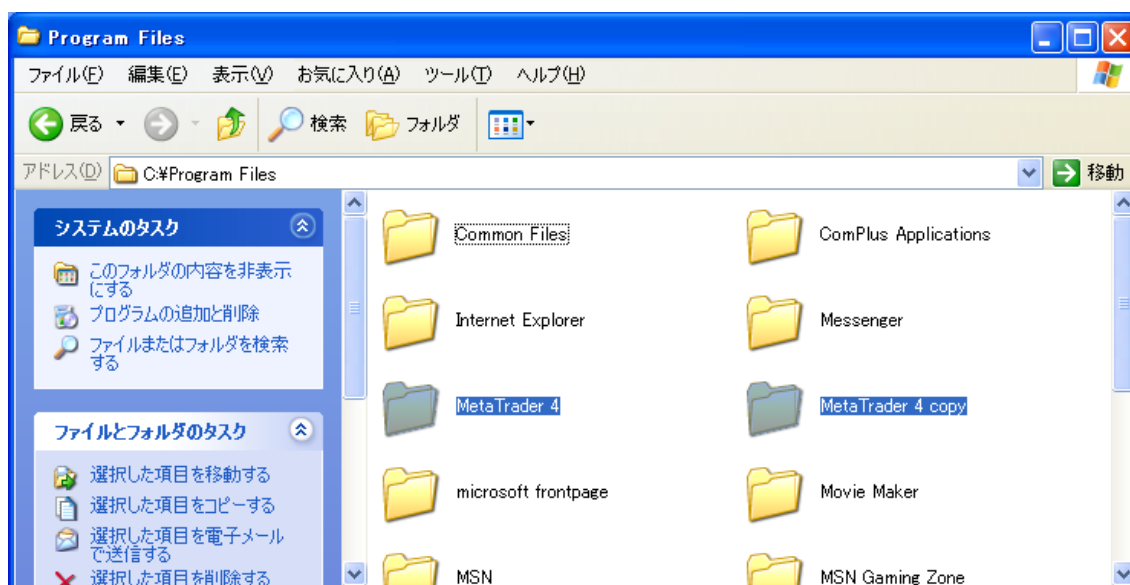 Program Files
ファイル(F) 編集(E) 表示(V) お気に入り(A) ツール(T) ヘルプ(H)
戻る 検索 フォルダ
アドレス(D) C:¥Program Files 移動
システムのタスク
このフォルダの内容を非表示
にする
プログラムの追加と削除
ファイルまたはフォルダを検索
する
ファイルとフォルダのタスク
選択した項目を移動する
選択した項目をコピーする
選択した項目を電子メール
で送信する
選択した項目を削除する
Common Files ComPlus Applications
Internet Explorer Messenger
MetaTrader 4 MetaTrader 4 copy
microsoft frontpage Movie Maker
MSN MSN Gaming Zone